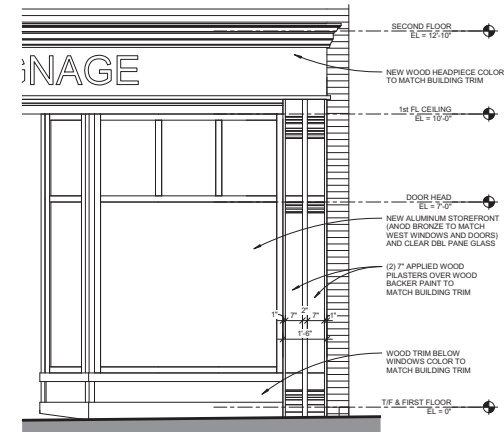 SECOND FLOOR
EL = 12'-10"
GNAGE
NEW WOOD HEADPIECE COLOR
TO MATCH BUILDING TRIM
1st FL CEILING
EL = 10'-0"
DOOR HEAD
EL = 7'-0"
NEW ALUMINUM STOREFRONT
(ANOD BRONZE TO MATCH
WEST WINDOWS AND DOORS)
AND CLEAR DBL PANE GLASS
(2) 7" APPLIED WOOD
PILASTERS OVER WOOD
BACKER PAINT TO
MATCH BUILDING TRIM
2"
1" 7" 7" 1"
1'-6"
WOOD TRIM BELOW
WINDOWS COLOR TO
MATCH BUILDING TRIM
T/F & FIRST FLOOR
EL = 0"